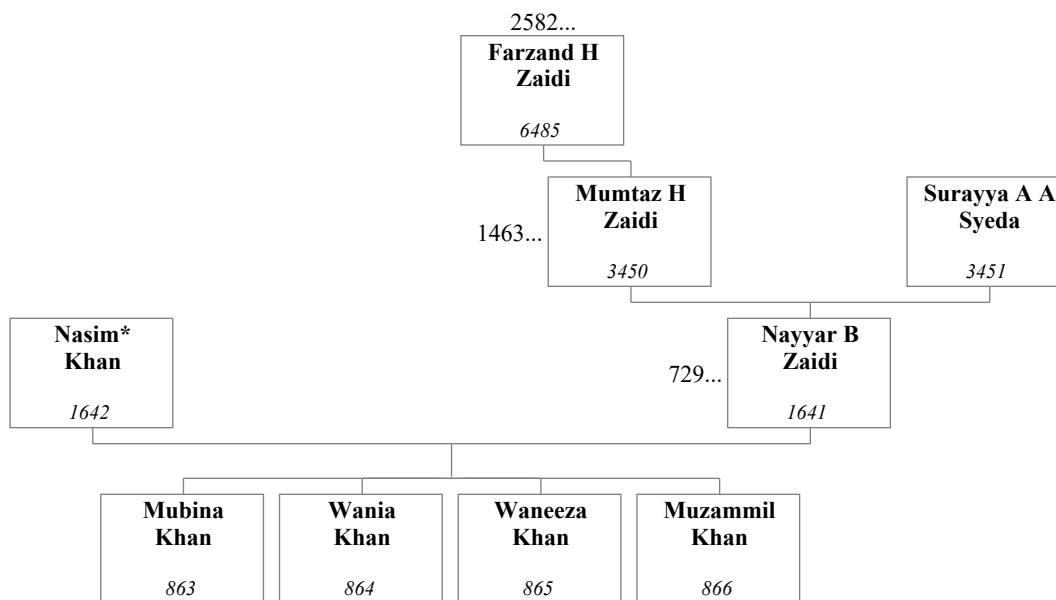 2582...
Farzand H
Zaidi
6485
Mumtaz H
Zaidi
3450
1463...
Surayya A A
Syeda
3451
Nasim*
Khan
1642
Nayyar B
Zaidi
1641
729...
Mubina
Khan
863
Wania
Khan
864
Waneeza
Khan
865
Muzammil
Khan
866